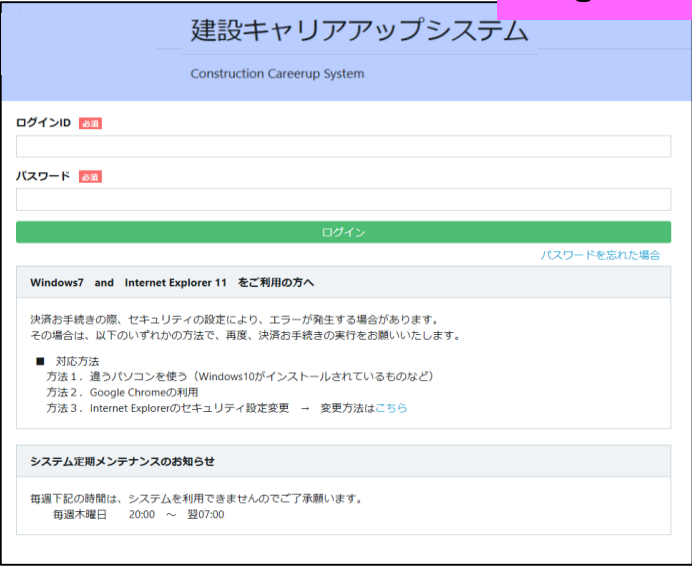 建設キャリアアップシステム
Construction Careerup System
ログインID 必須
パスワード 必須
ログイン
パスワードを忘れた場合
Windows7 and Internet Explorer 11 をご利用の方へ
決済お手続きの際、セキュリティの設定により、エラーが発生する場合があります。
その場合は、以下のいずれかの方法で、再度、決済お手続きの実行をお願いいたします。
■ 対応方法
方法１．違うパソコンを使う（Windows10がインストールされているものなど）
方法２．Google Chromeの利用
方法３．Internet Explorerのセキュリティ設定変更 → 変更方法はこちら
システム定期メンテナンスのお知らせ
毎週下記の時間は、システムを利用できませんのでご了承願います。
毎週木曜日 20:00 ～ 翌07:00